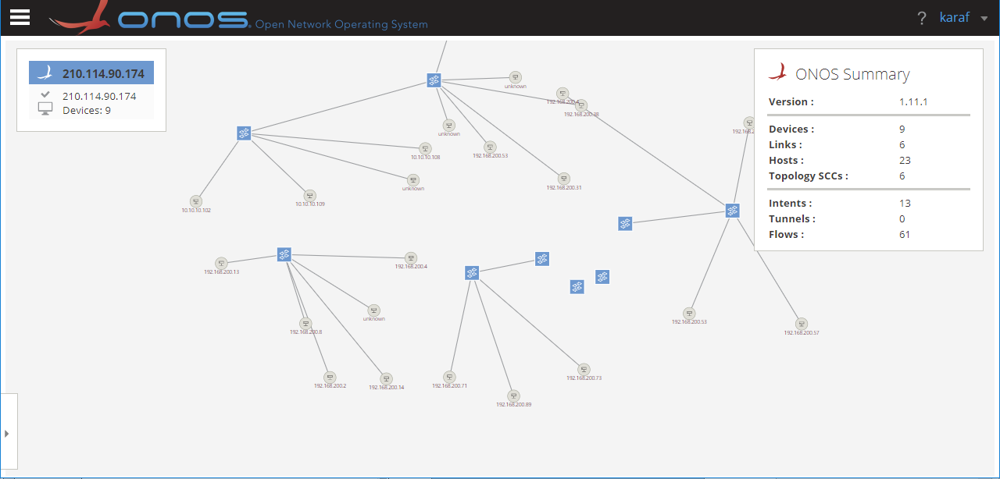 onos. Open Network Operating System
? karaf
210.114.90.174
210.114.90.174
Devices: 9
ONOS Summary
Version : 1.11.1
Devices : 9
Links : 6
Hosts : 23
Topology SCCs : 6
Intents : 13
Tunnels : 0
Flows : 61
unknown
192.168.200.4
192.168.200.38
192.168.2
unknown
10.10.10.108
192.168.200.53
192.168.200.31
unknown
10.10.10.109
10.10.10.102
192.168.200.13
192.168.200.4
unknown
192.168.200.8
192.168.200.2
192.168.200.14
192.168.200.71
192.168.200.73
192.168.200.89
192.168.200.53
192.168.200.57